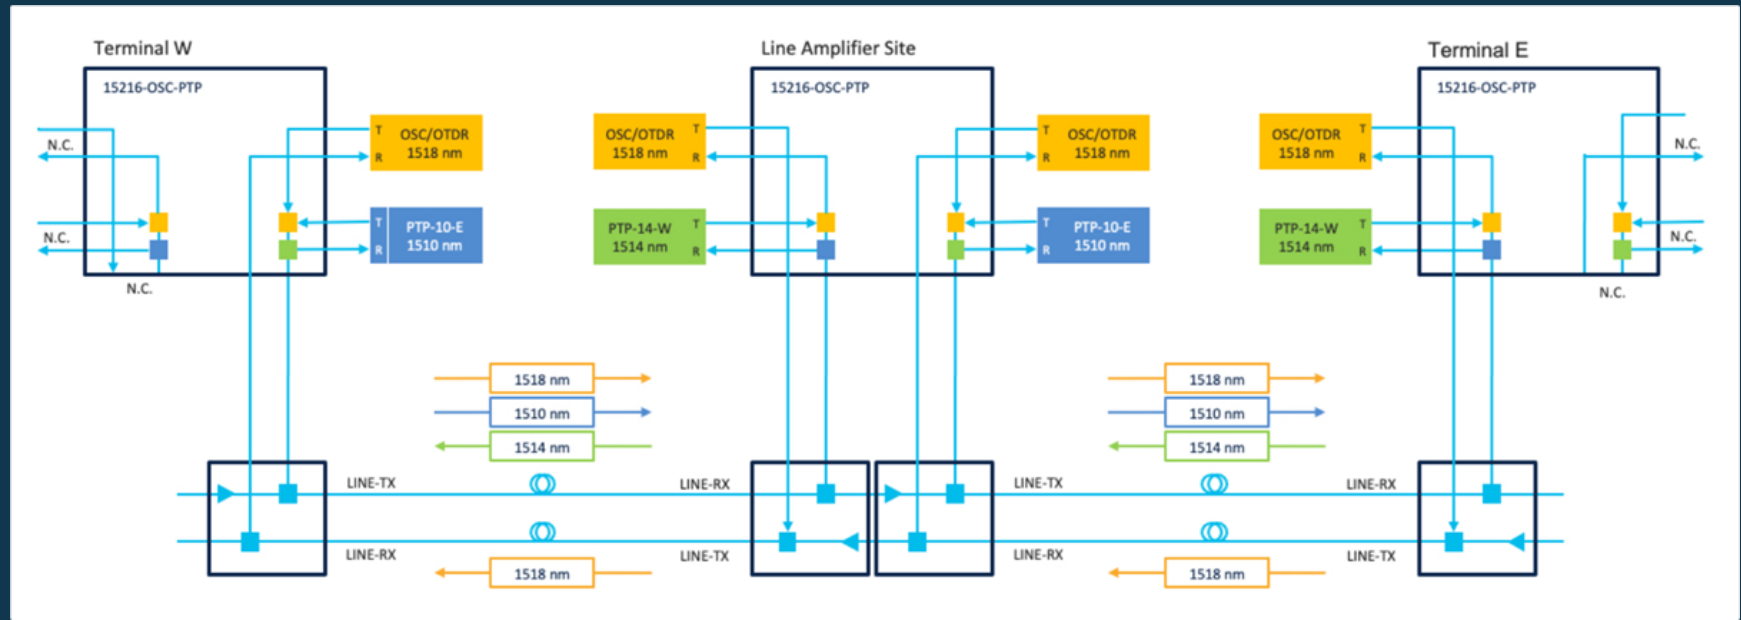 Terminal W
Line Amplifier Site
Terminal E
15216-OSC-PTP
15216-OSC-PTP
15216-OSC-PTP
N.C.
T
OSC/OTDR
R
1518 nm
OSC/OTDR
T
1518 nm
R
T
OSC/OTDR
R
1518 nm
OSC/OTDR
T
1518 nm
R
N.C.
N.C.
T
PTP-10-E
R
1510 nm
PTP-14-W
T
1514 nm
R
T
PTP-10-E
R
1510 nm
PTP-14-W
T
1514 nm
R
N.C.
N.C.
N.C.
1518 nm
1518 nm
1510 nm
1510 nm
1514 nm
1514 nm
LINE-TX
LINE-RX
LINE-TX
LINE-RX
LINE-RX
LINE-TX
LINE-RX
LINE-TX
1518 nm
1518 nm